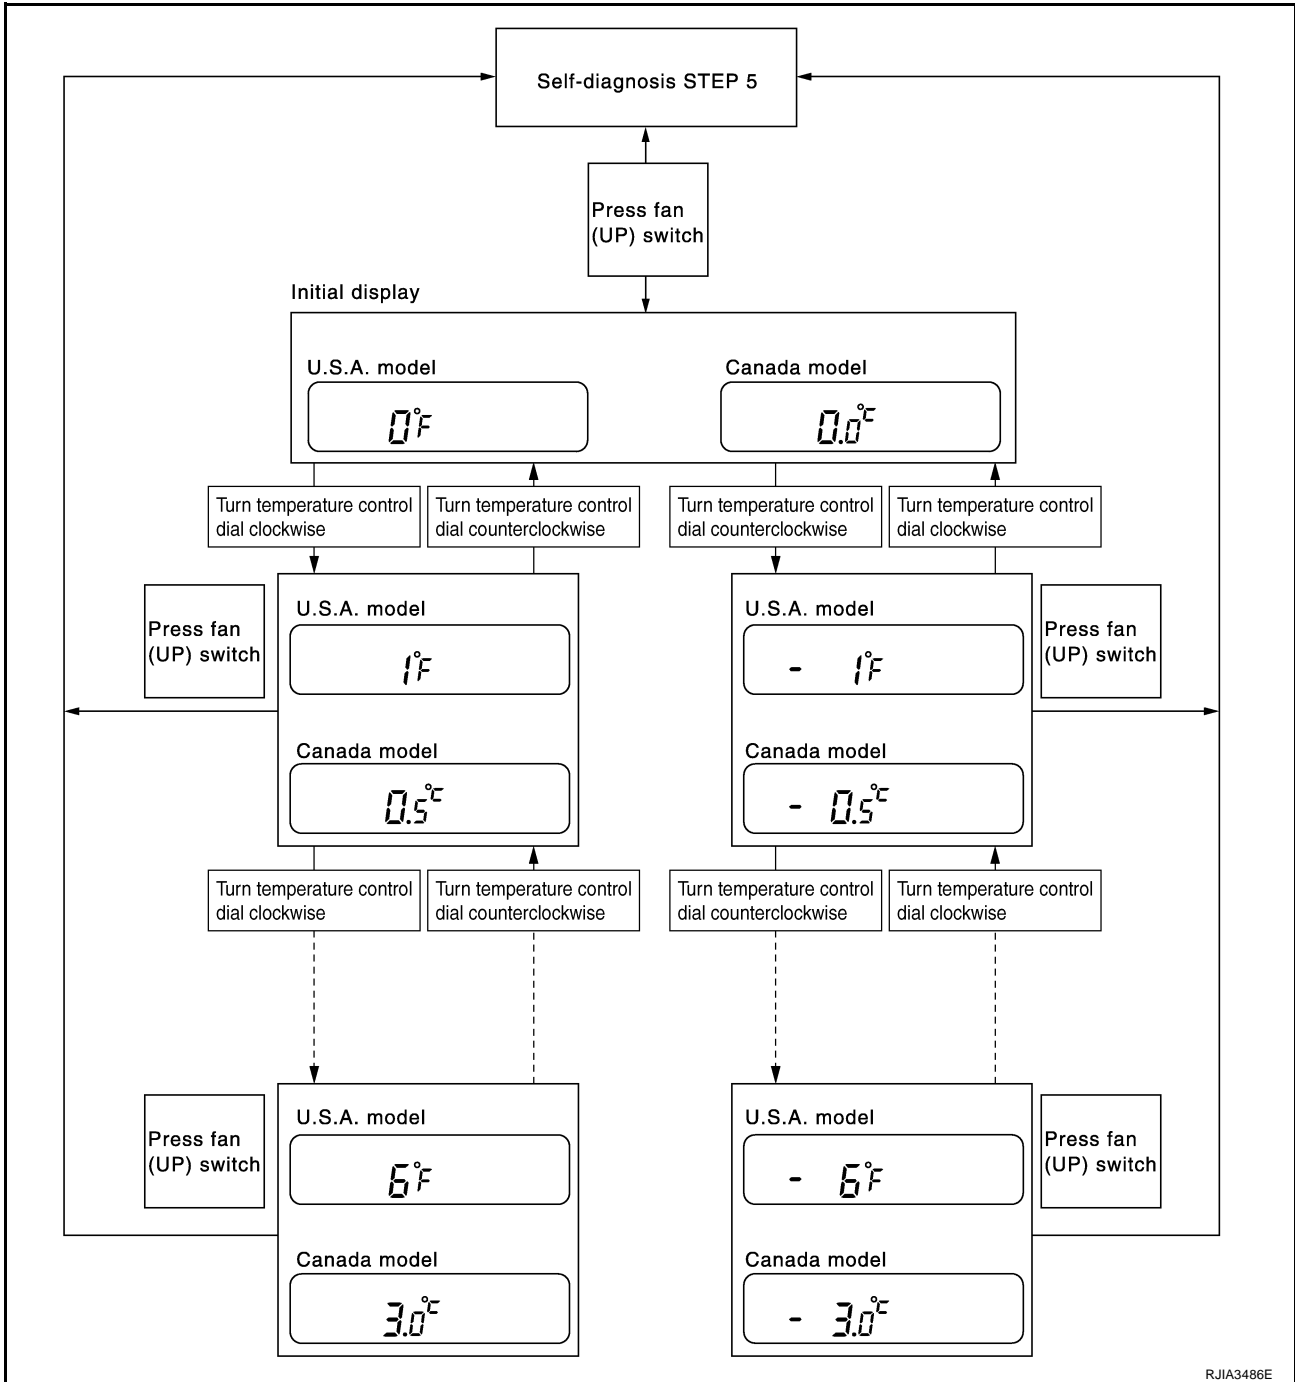 Self-diagnosis STEP 5
Press fan
(UP) switch
Initial display
U.S.A. model
Canada model
0°F
0.0°C
Turn temperature control
dial clockwise
Turn temperature control
dial counterclockwise
Turn temperature control
dial counterclockwise
Turn temperature control
dial clockwise
Press fan
(UP) switch
U.S.A. model
1°F
Canada model
0.5°C
U.S.A. model
- 1°F
Canada model
- 0.5°C
Press fan
(UP) switch
Turn temperature control
dial clockwise
Turn temperature control
dial counterclockwise
Turn temperature control
dial counterclockwise
Turn temperature control
dial clockwise
Press fan
(UP) switch
U.S.A. model
6°F
Canada model
3.0°C
U.S.A. model
- 6°F
Canada model
- 3.0°C
Press fan
(UP) switch
RJIA3486E